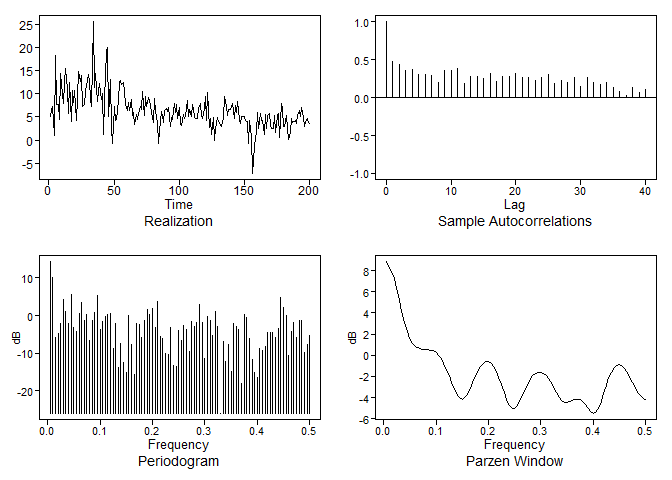 25
20
15
10
5
0
-5
0 50 100 150 200
Time
Realization
1.0
0.5
0.0
-0.5
-1.0
0 10 20 30 40
Lag
Sample Autocorrelations
10
0
-10
-20
dB
0.0 0.1 0.2 0.3 0.4 0.5
Frequency
Periodogram
8
6
4
2
0
-2
-4
-6
dB
0.0 0.1 0.2 0.3 0.4 0.5
Frequency
Parzen Window